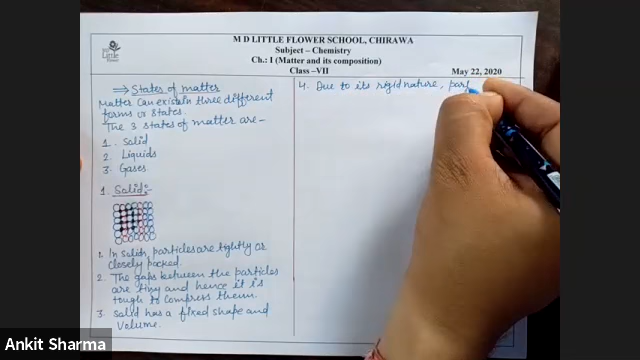 M D LITTLE FLOWER SCHOOL, CHIRAWA
Subject – Chemistry
Ch.: I (Matter and its composition)
Class –VII
May 22, 2020
Little
Flower
⇒ States of matter
Matter can exist in three different
forms or states.
The 3 states of matter are –
1. Solid
2. Liquids
3. Gases
1. Solid:
1. In Solids, particles are tightly or
closely packed.
2. The gaps between the particles
are tiny and hence it is
tough to compress them.
3. Solid has a fixed shape and
volume.
4. Due to its rigid nature, part
Ankit Sharma